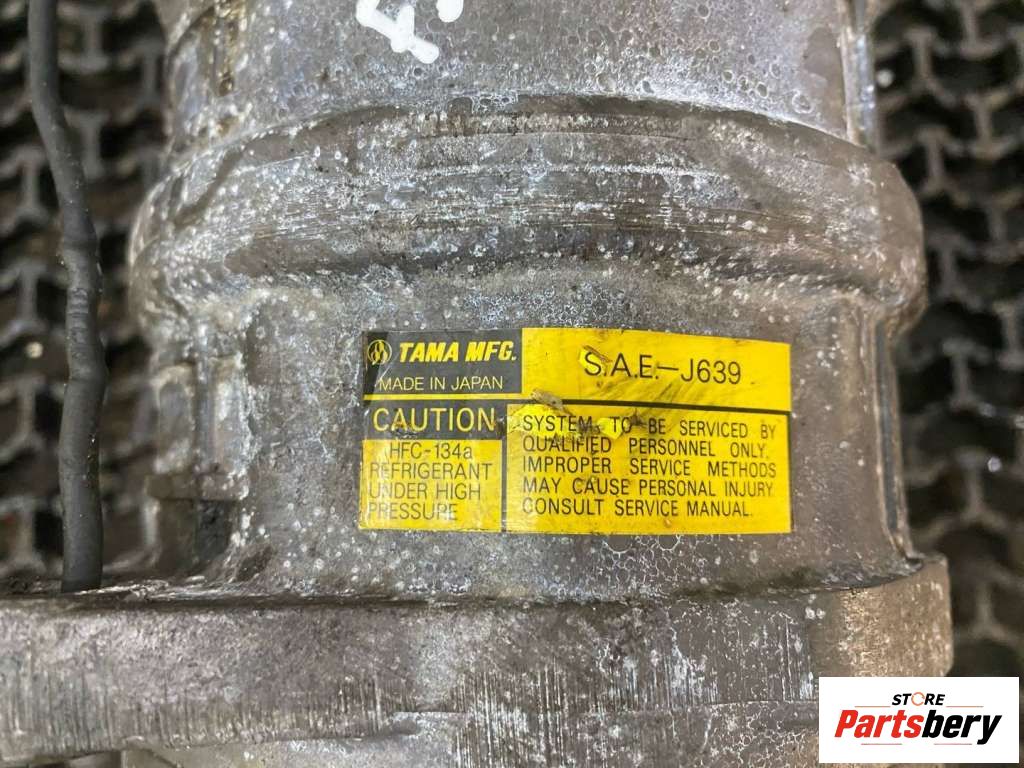 TAMA MFG.
MADE IN JAPAN
S.A.E.-J639
CAUTION
HFC-134a
REFRIGERANT
UNDER HIGH
PRESSURE
SYSTEM TO BE SERVICED BY
QUALIFIED PERSONNEL ONLY.
IMPROPER SERVICE METHODS
MAY CAUSE PERSONAL INJURY
CONSULT SERVICE MANUAL.
STORE
Partsbery